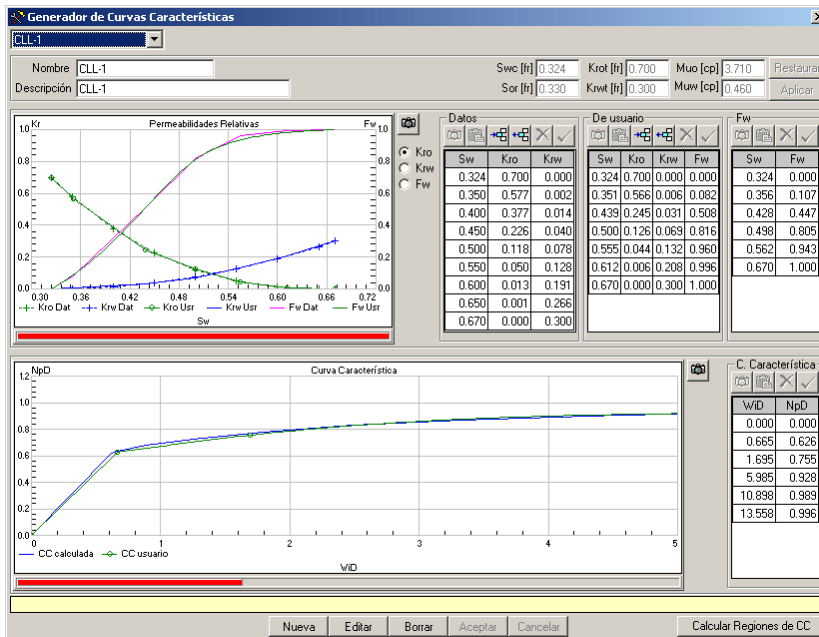 Generador de Curvas Características
CLL-1
Nombre CLL-1
Descripción CLL-1
Swc [fr] 0.324 Krot [fr] 0.700 Muo [cp] 3.710 Restaurar
Sor [fr] 0.330 Krwt [fr] 0.300 Muw [cp] 0.460 Aplicar
Kr Permeabilidades Relativas Fw
1.0 1.0
0.8 0.8
0.6 0.6
0.4 0.4
0.2 0.2
0.0 0.0
0.30 0.36 0.42 0.48 0.54 0.60 0.66 0.72
Kro Dat Krw Dat Kro Usr Krw Usr Fw Dat Fw Usr
Sw
Kro
Krw
Fw
Datos
Sw Kro Krw
0.324 0.700 0.000
0.350 0.577 0.002
0.400 0.377 0.014
0.450 0.226 0.040
0.500 0.118 0.078
0.550 0.050 0.128
0.600 0.013 0.191
0.650 0.001 0.266
0.670 0.000 0.300
De usuario
Sw Kro Krw Fw
0.324 0.700 0.000 0.000
0.351 0.566 0.006 0.082
0.439 0.245 0.031 0.508
0.500 0.126 0.069 0.816
0.555 0.044 0.132 0.960
0.612 0.006 0.208 0.996
0.670 0.000 0.300 1.000
Fw
Sw Fw
0.324 0.000
0.356 0.107
0.428 0.447
0.498 0.805
0.562 0.943
0.670 1.000
NpD Curva Característica
1.2
1.0
0.8
0.6
0.4
0.2
0.0
0 1 2 3 4 5
CC calculada CC usuario
WiD
C. Característica
WiD NpD
0.000 0.000
0.665 0.626
1.695 0.755
5.985 0.928
10.898 0.989
13.558 0.996
Nueva Editar Borrar Aceptar Cancelar Calcular Regiones de CC